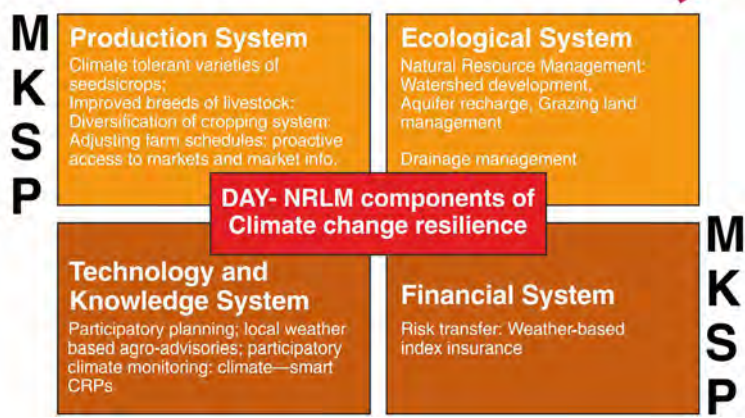 MKSP
Production System
Climate tolerant varieties of
seedsicrops;
Improved breeds of livestock:
Diversification of cropping system:
Adjusting farm schedules: proactive
access to markets and market info.
Ecological System
Natural Resource Management:
Watershed development,
Aquifer recharge, Grazing land
management
Drainage management
DAY- NRLM components of
Climate change resilience
Technology and
Knowledge System
Participatory planning; local weather
based agro-advisories; participatory
climate monitoring: climate—smart
CRPs
Financial System
Risk transfer: Weather-based
index insurance
MKSP